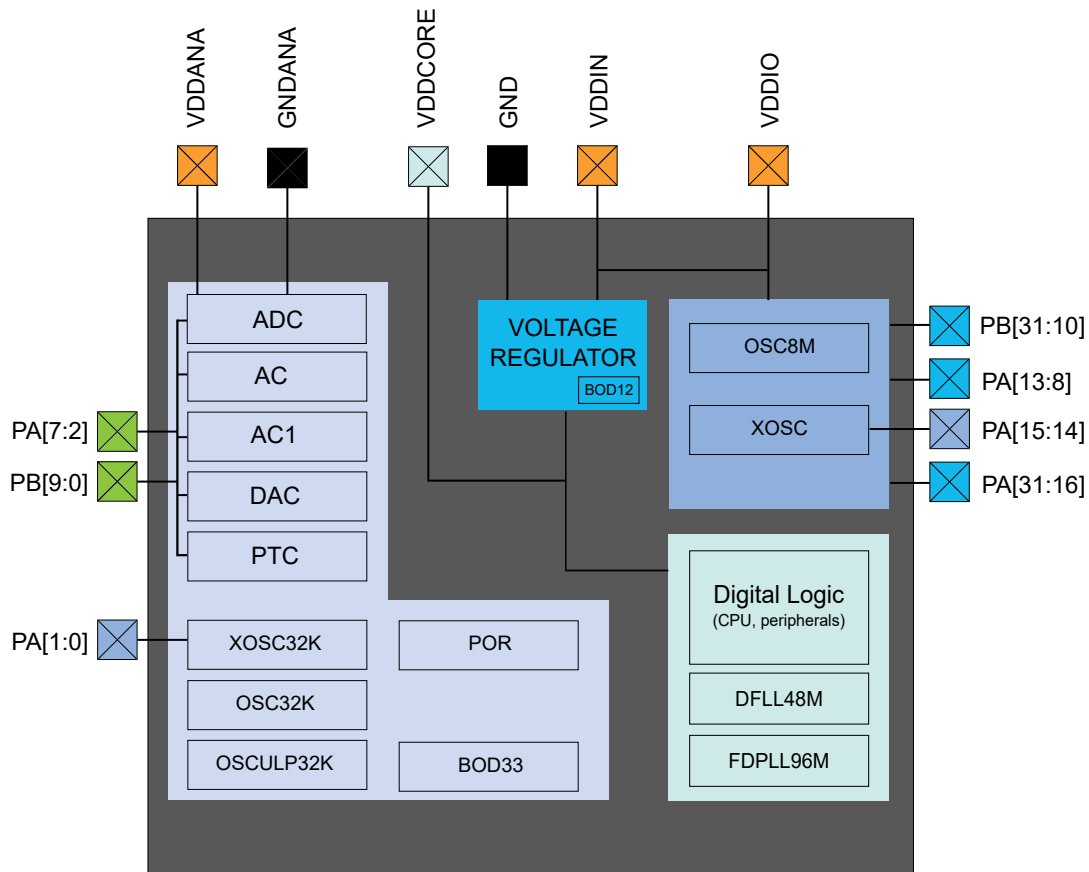 VDDANA
GNDANA
VDDCORE
GND
VDDIN
VDDIO
ADC
AC
AC1
DAC
PTC
XOSC32K
OSC32K
OSCULP32K
POR
BOD33
VOLTAGE
REGULATOR
BOD12
OSC8M
XOSC
Digital Logic
(CPU, peripherals)
DFLL48M
FDPLL96M
PA[7:2]
PB[9:0]
PA[1:0]
PB[31:10]
PA[13:8]
PA[15:14]
PA[31:16]